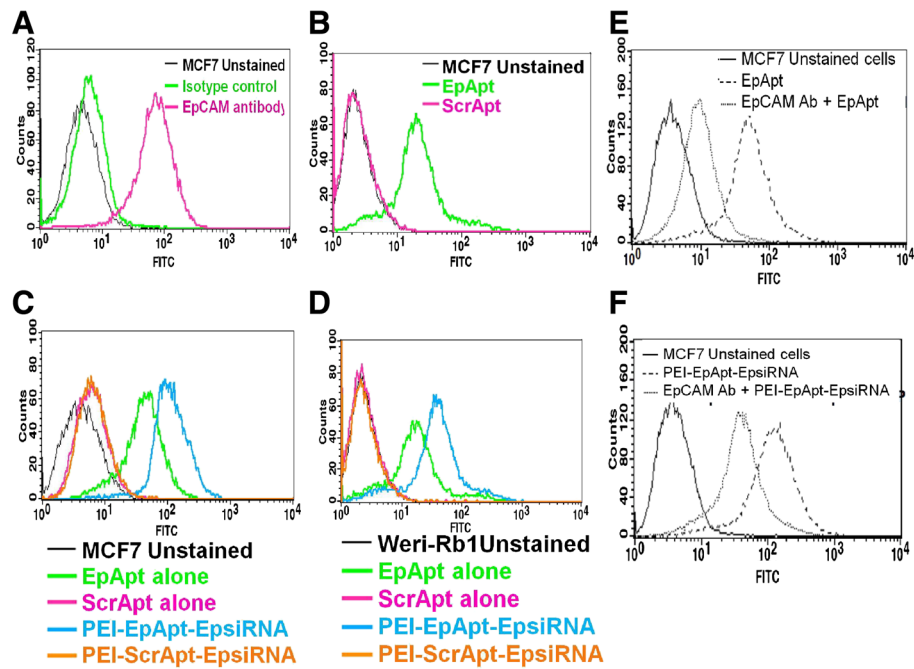 A
120
100
80
60
40
20
0
Counts
MCF7 Unstained
Isotype control
EpCAM antibody
10^0 10^1 10^2 10^3 10^4
FITC
B
100
80
60
40
20
0
Counts
MCF7 Unstained
EpApt
ScrApt
10^0 10^1 10^2 10^3 10^4
FITC
E
200
160
120
80
40
0
Counts
MCF7 Unstained cells
EpApt
EpCAM Ab + EpApt
10^0 10^1 10^2 10^3 10^4
FITC
C
100
80
60
40
20
0
Counts
10^0 10^1 10^2 10^3 10^4
FITC
MCF7 Unstained
EpApt alone
ScrApt alone
PEI-EpApt-EpsiRNA
PEI-ScrApt-EpsiRNA
D
100
80
60
40
20
0
Counts
10^0 10^1 10^2 10^3 10^4
FITC
Weri-Rb1Unstained
EpApt alone
ScrApt alone
PEI-EpApt-EpsiRNA
PEI-ScrApt-EpsiRNA
F
200
160
120
80
40
0
Counts
MCF7 Unstained cells
PEI-EpApt-EpsiRNA
EpCAM Ab + PEI-EpApt-EpsiRNA
10^0 10^1 10^2 10^3 10^4
FITC